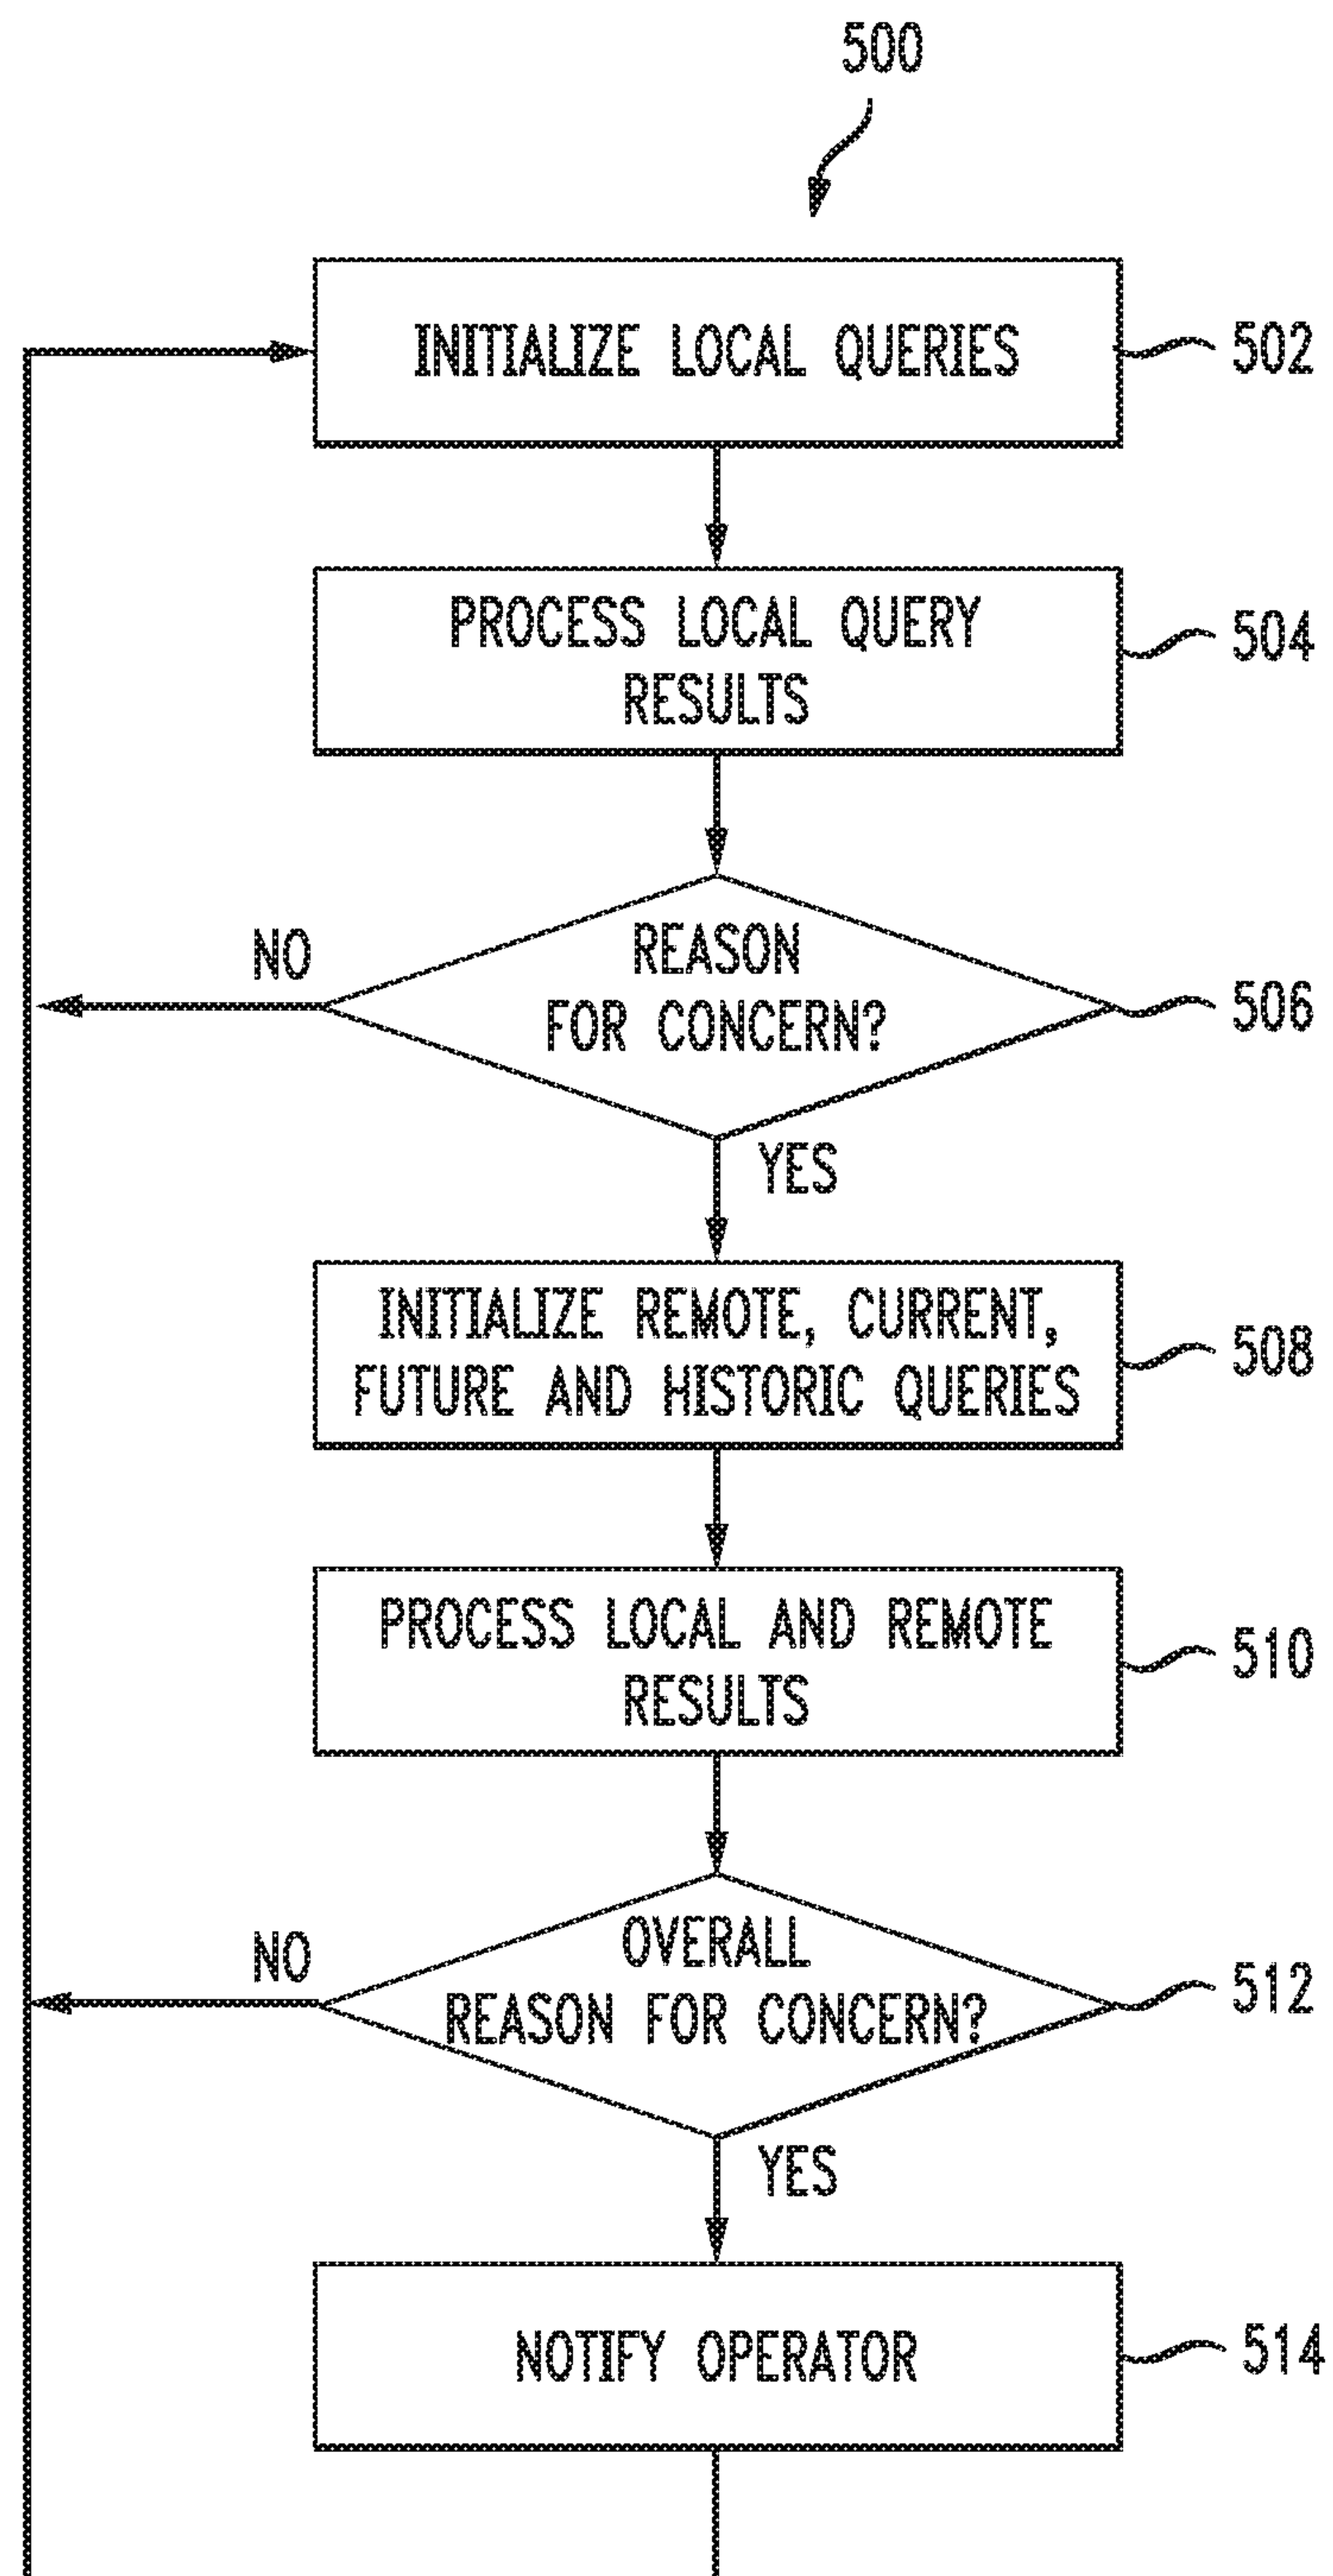 500
INITIALIZE LOCAL QUERIES
502
PROCESS LOCAL QUERY
RESULTS
504
REASON
FOR CONCERN?
NO
506
YES
INITIALIZE REMOTE, CURRENT,
FUTURE AND HISTORIC QUERIES
508
PROCESS LOCAL AND REMOTE
RESULTS
510
OVERALL
REASON FOR CONCERN?
NO
512
YES
NOTIFY OPERATOR
514